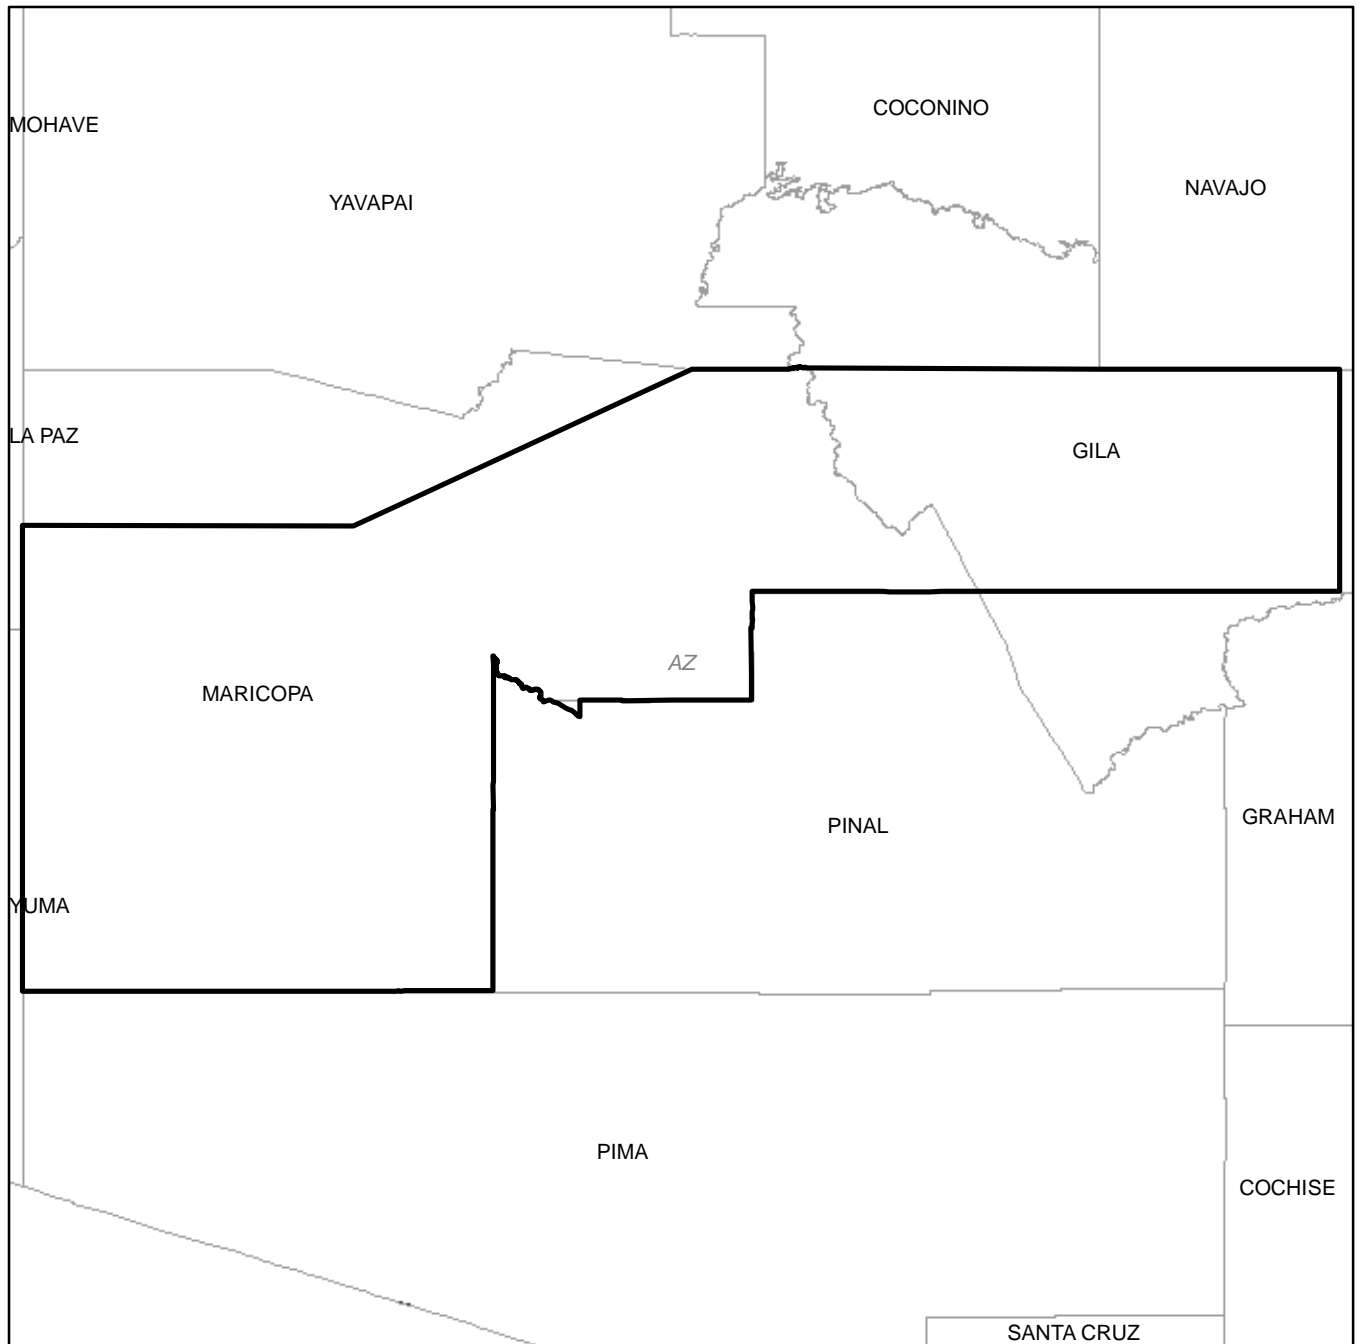 COCONINO
MOHAVE
NAVAJO
YAVAPAI
LA PAZ
GILA
AZ
MARICOPA
GRAHAM
PINAL
YUMA
PIMA
COCHISE
SANTA CRUZ